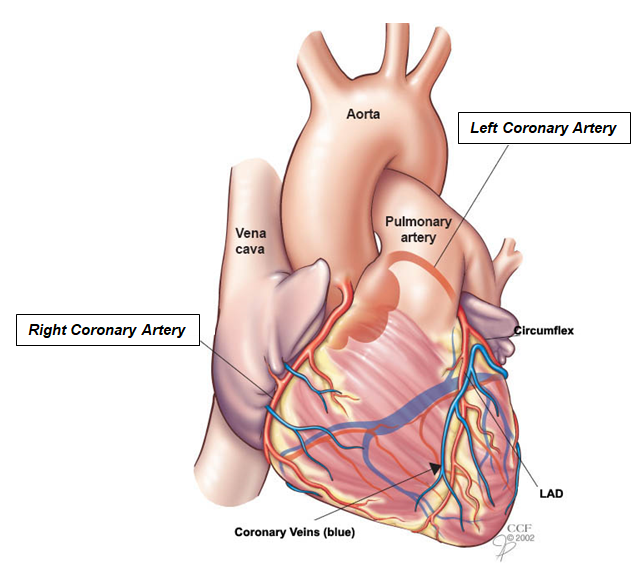 Aorta
Left Coronary Artery
Pulmonary
artery
Vena
cava
Right Coronary Artery
Circumflex
LAD
Coronary Veins (blue)
CCF
© 2002